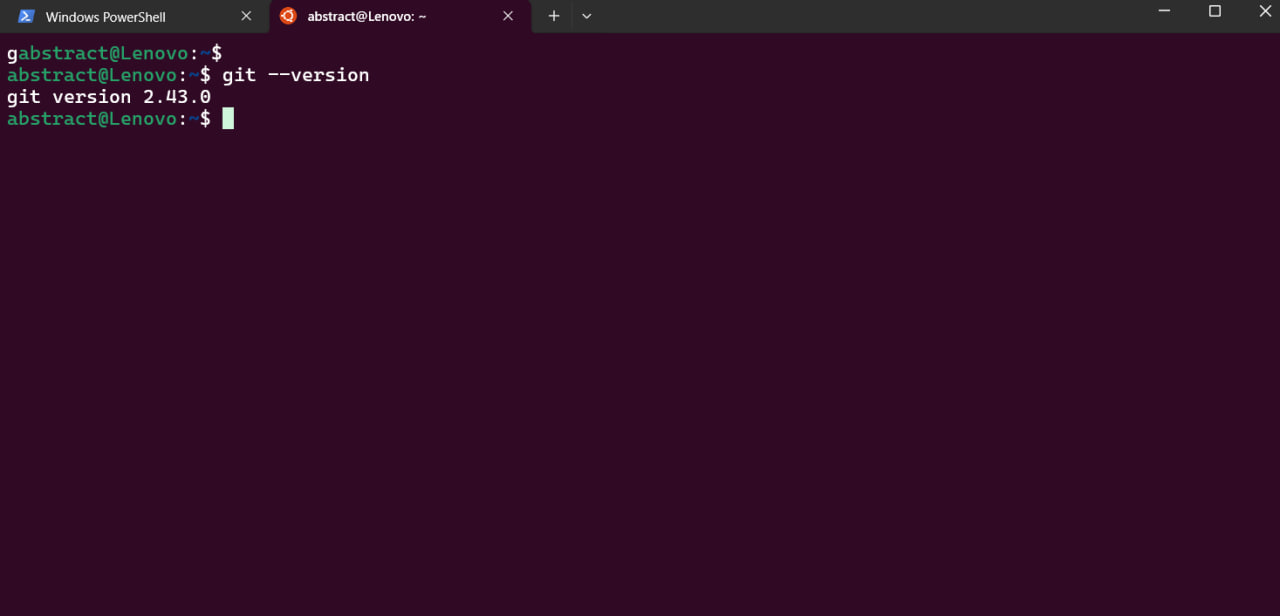 Windows PowerShell
abstract@Lenovo: ~
gabstract@Lenovo:~$
abstract@Lenovo:~$ git --version
git version 2.43.0
abstract@Lenovo:~$